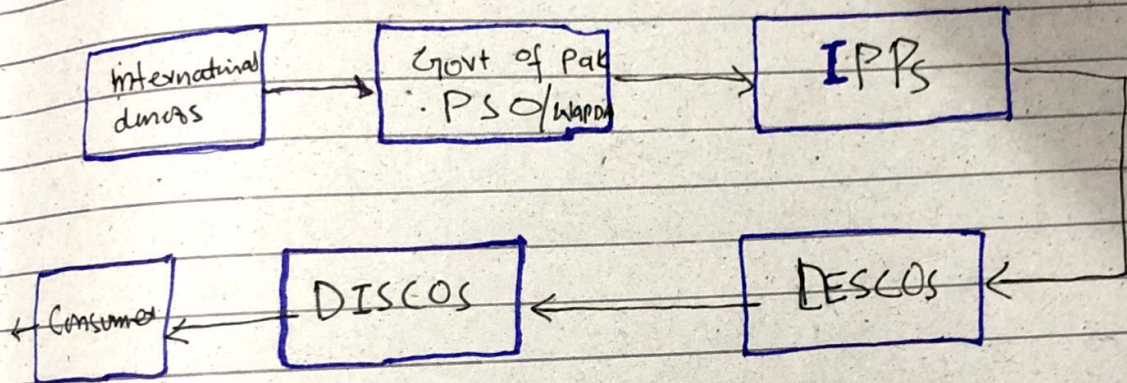 international
donors
Govt of Pak
PSO/WAPDA
IPPs
DESCOs
DISCOS
Consumer